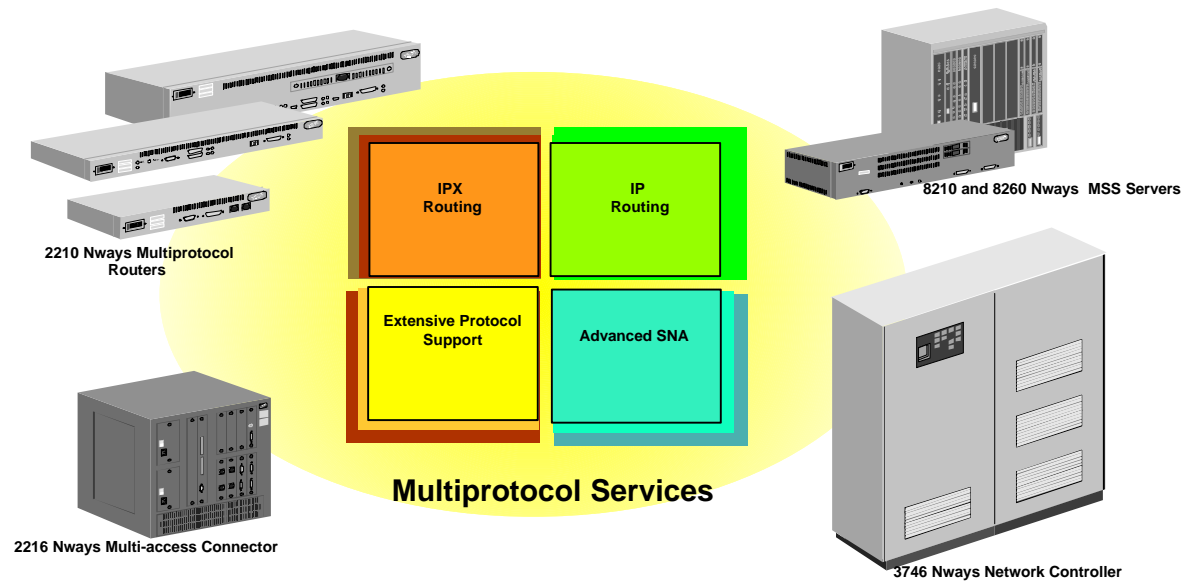 8210 and 8260 Nways MSS Servers
IPX
Routing
IP
Routing
2210 Nways Multiprotocol
Routers
Extensive Protocol
Support
Advanced SNA
Multiprotocol Services
2216 Nways Multi-access Connector
3746 Nways Network Controller